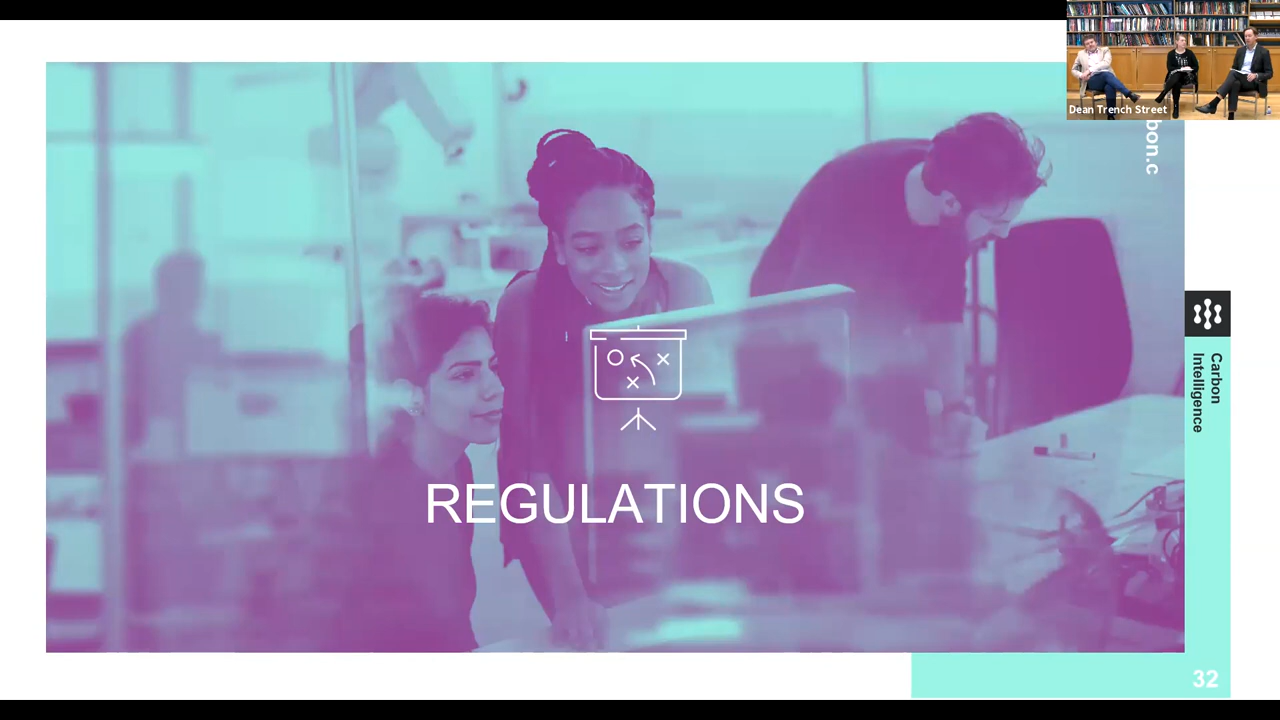 Dean Trench Street
bon.c
Carbon
Intelligence
REGULATIONS
32